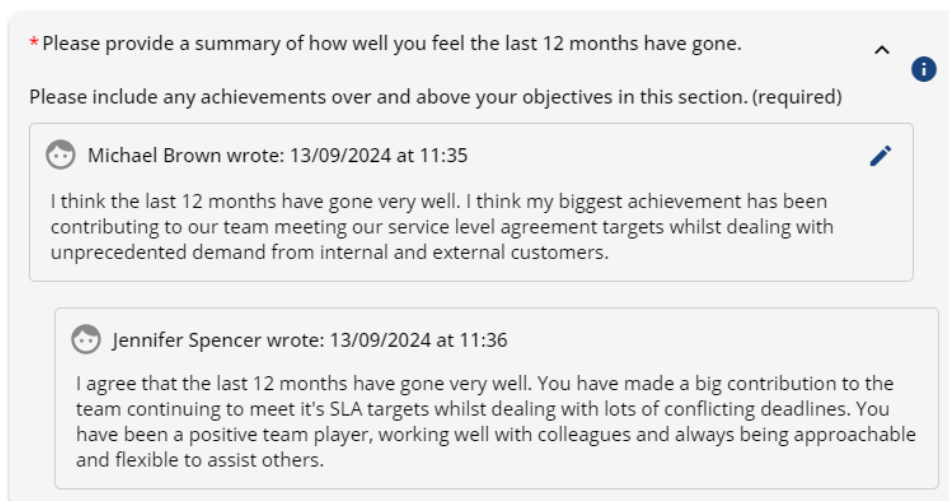 *Please provide a summary of how well you feel the last 12 months have gone.
Please include any achievements over and above your objectives in this section. (required)
Michael Brown wrote: 13/09/2024 at 11:35
I think the last 12 months have gone very well. I think my biggest achievement has been
contributing to our team meeting our service level agreement targets whilst dealing with
unprecedented demand from internal and external customers.
Jennifer Spencer wrote: 13/09/2024 at 11:36
I agree that the last 12 months have gone very well. You have made a big contribution to the
team continuing to meet it's SLA targets whilst dealing with lots of conflicting deadlines. You
have been a positive team player, working well with colleagues and always being approachable
and flexible to assist others.